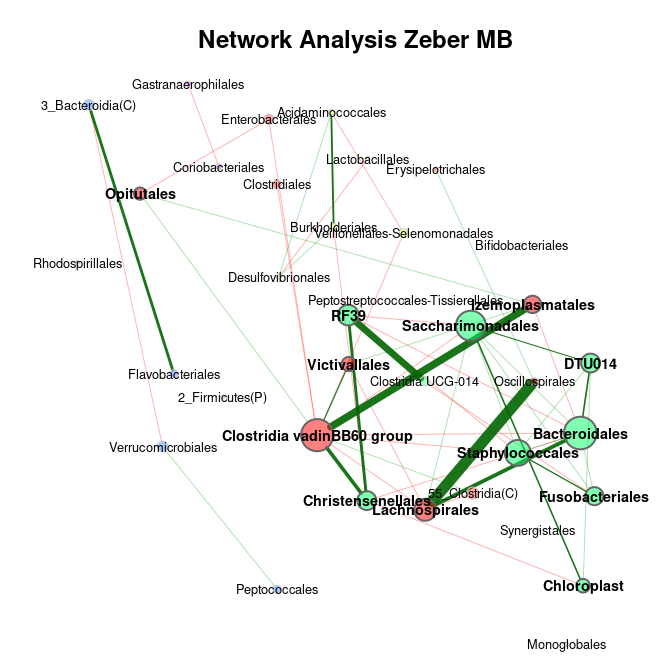 Network Analysis Zeber MB
Gastranaerophilales
3_Bacteroidia(C)
Acidaminococcales
Enterobacterales
Lactobacillales
Coriobacteriales
Erysipelotrichales
Clostridiales
Opitutales
Burkholderiales
Veillonellales-Selenomonadales
Bifidobacteriales
Rhodospirillales
Desulfovibrionales
Peptostreptococcales-Tissierellales
Izemoplasmatales
RF39
Saccharimonadales
Victivallales
DTU014
Flavobacteriales
Clostridia UCG-014
Oscillospirales
2_Firmicutes(P)
Clostridia vadinBB60 group
Bacteroidales
Verrucomicrobiales
Staphylococcales
55_Clostridia(C)
Christensenellales
Fusobacteriales
Lachnospirales
Synergistales
Peptococcales
Chloroplast
Monoglobales